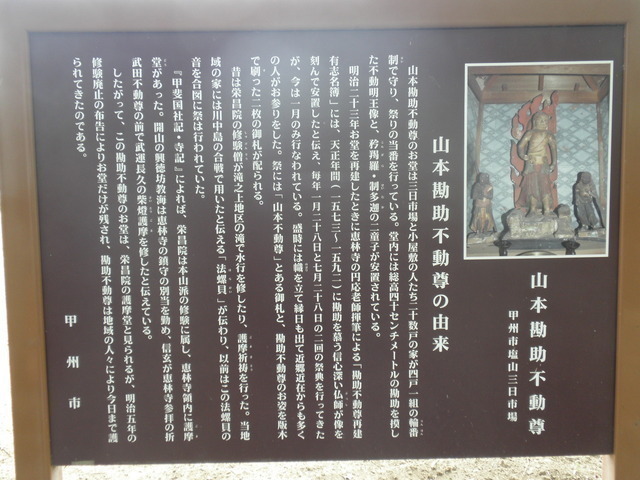 山本勘助不動尊
甲州市塩山三日市場
山本勘助不動尊の由来
山本勘助不動尊のお堂は三日市場と小屋敷の人たち二十数戸の家が四戸一組の輪番
制で守り、祭りの当番を行っている。堂内には総高四十センチメートルの勘助を模し
た不動明王像と、矜羯羅・制多迦の二童子が安置されている。
明治二十三年お堂を再建したときに恵林寺の円応老師揮筆による「勘助不動尊再建
有志名簿」には、天正年間(一五七三〜一五九二)に勘助を慕う信心深い仏師が像を
刻んで安置したと伝え、毎年一月二十八日と七月二十八日の二回の祭典を行ってきた
が、今は一月のみ行なわれている。盛時には幟を立て縁日も出て近郷近在からも多く
の人がお参りをした。祭には「山本不動尊」とある御札と、勘助不動尊のお姿を版木
で刷った二枚の御札が配られる。
昔は栄昌院の修験僧が滝之上地区の滝で水行を修したり、護摩祈祷を行った。当地
域の家には川中島の合戦で用いたと伝える「法螺貝」が伝わり、以前はこの法螺貝の
音を合図に祭は行われていた。
『甲斐国社記・寺記』によれば、栄昌院は本山派の修験に属し、恵林寺領内に護摩
堂があった。開山の興徳坊教海は恵林寺の鎮守の別当を勤め、信玄が恵林寺参拝の折
武田不動尊の前で武運長久の柴燈護摩を修したと伝えている。
したがって、この勘助不動尊のお堂は、栄昌院の護摩堂と見られるが、明治五年の
修験廃止の布告によりお堂だけが残され、勘助不動尊は地域の人々により今日まで護
られてきたのである。
甲州市